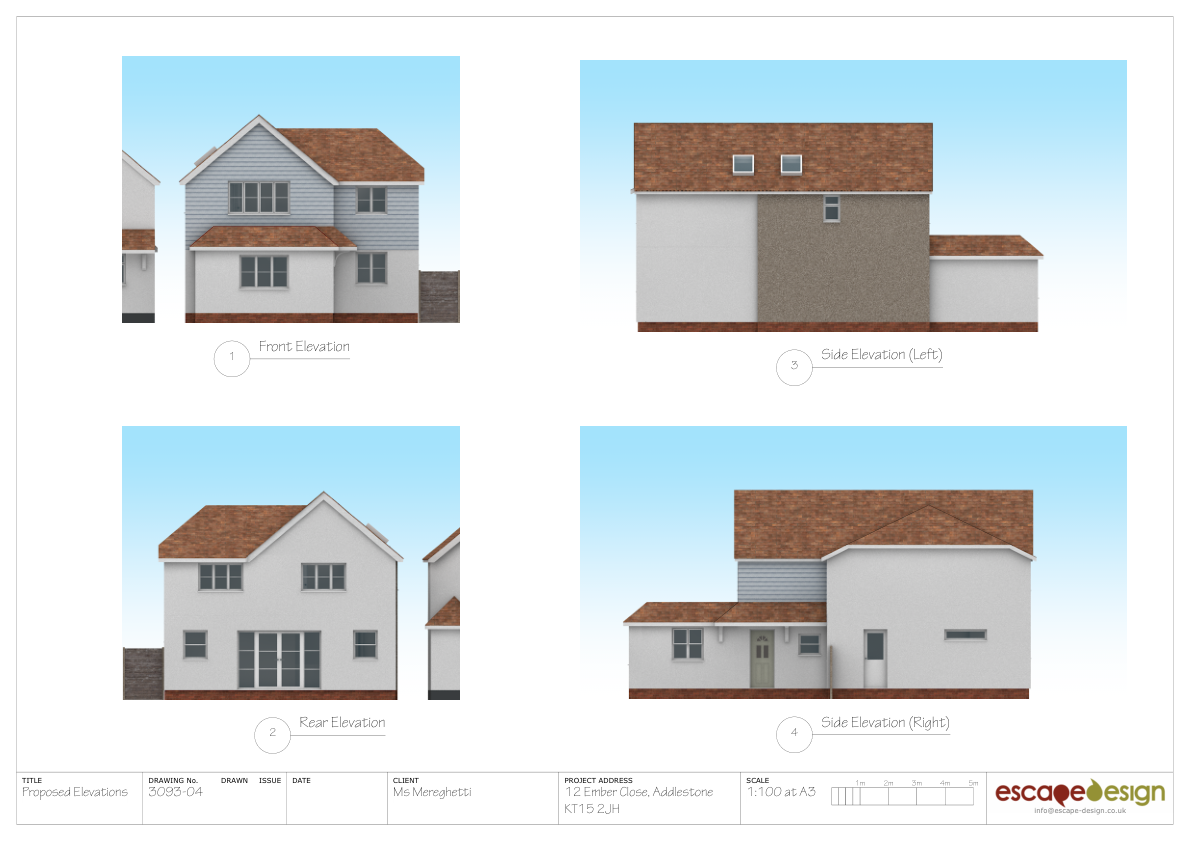 1
Front Elevation
3
Side Elevation (Left)
2
Rear Elevation
4
Side Elevation (Right)
TITLE
Proposed Elevations
DRAWING No. DRAWN ISSUE
3093-04
DATE
CLIENT
Ms Mereghetti
PROJECT ADDRESS
12 Ember Close, Addlestone
KT15 2JH
SCALE
1:100 at A3
1m 2m 3m 4m 5m
escapedesign
info@escape-design.co.uk